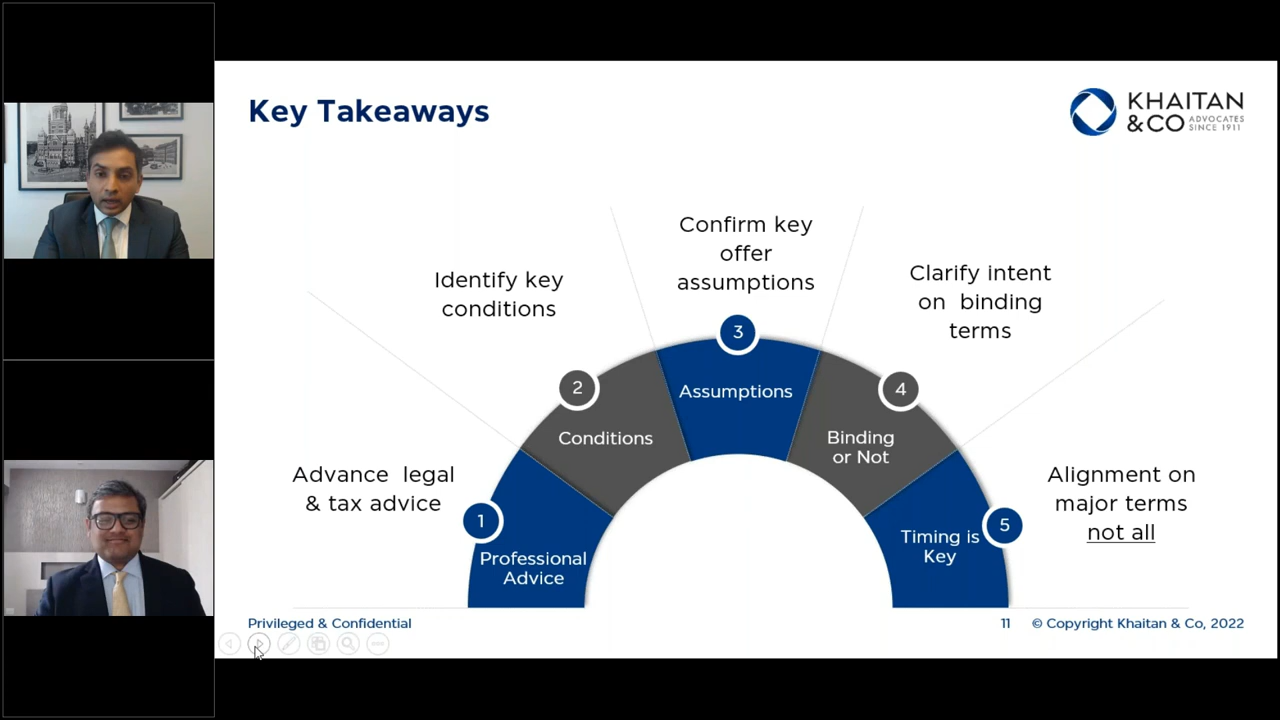 Key Takeaways
KHAITAN
&CO ADVOCATES
SINCE 1911
Confirm key
offer
assumptions
Identify key
conditions
Clarify intent
on binding
terms
3
2
4
Assumptions
Conditions
Binding
or Not
Advance legal
& tax advice
Alignment on
major terms
not all
1
5
Professional
Advice
Timing is
Key
Privileged & Confidential
11
© Copyright Khaitan & Co, 2022